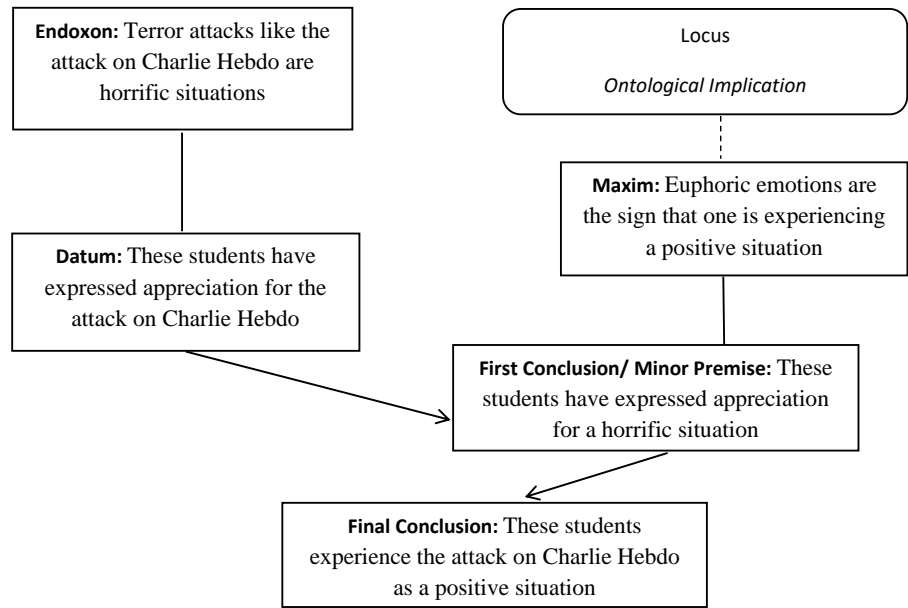 Endoxon: Terror attacks like the
attack on Charlie Hebdo are
horrific situations
Locus
Ontological Implication
Maxim: Euphoric emotions are
the sign that one is experiencing
a positive situation
Datum: These students have
expressed appreciation for the
attack on Charlie Hebdo
First Conclusion/ Minor Premise: These
students have expressed appreciation
for a horrific situation
Final Conclusion: These students
experience the attack on Charlie Hebdo
as a positive situation